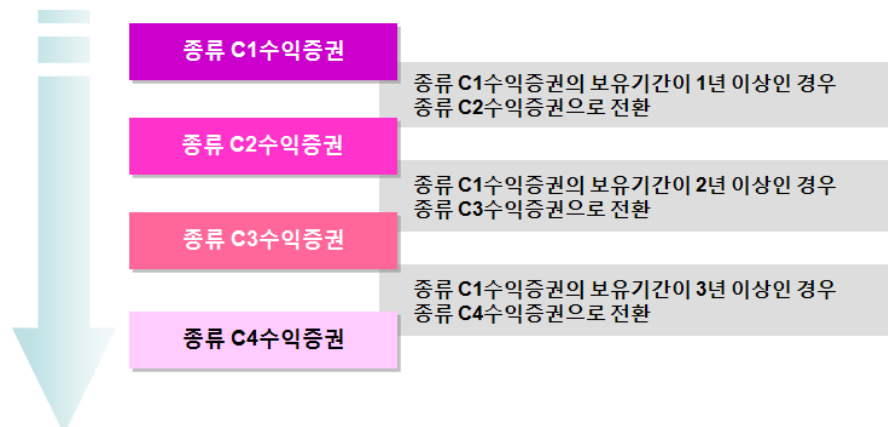 종류 C1수익증권
종류 C1수익증권의 보유기간이 1년 이상인 경우
종류 C2수익증권으로 전환
종류 C2수익증권
종류 C1수익증권의 보유기간이 2년 이상인 경우
종류 C3수익증권으로 전환
종류 C3수익증권
종류 C1수익증권의 보유기간이 3년 이상인 경우
종류 C4수익증권으로 전환
종류 C4수익증권